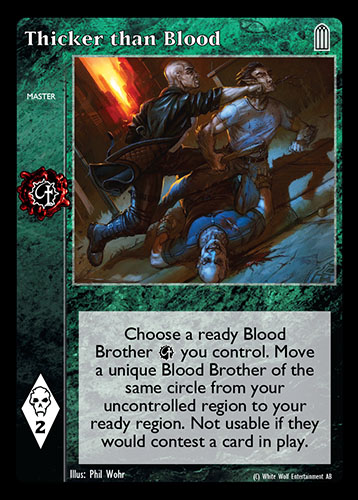 Thicker than Blood
MASTER
Choose a ready Blood
Brother you control. Move
a unique Blood Brother of the
same circle from your
uncontrolled region to your
ready region. Not usable if they
would contest a card in play.
2
Illus: Phil Wohr
(C) White Wolf Entertainment AB